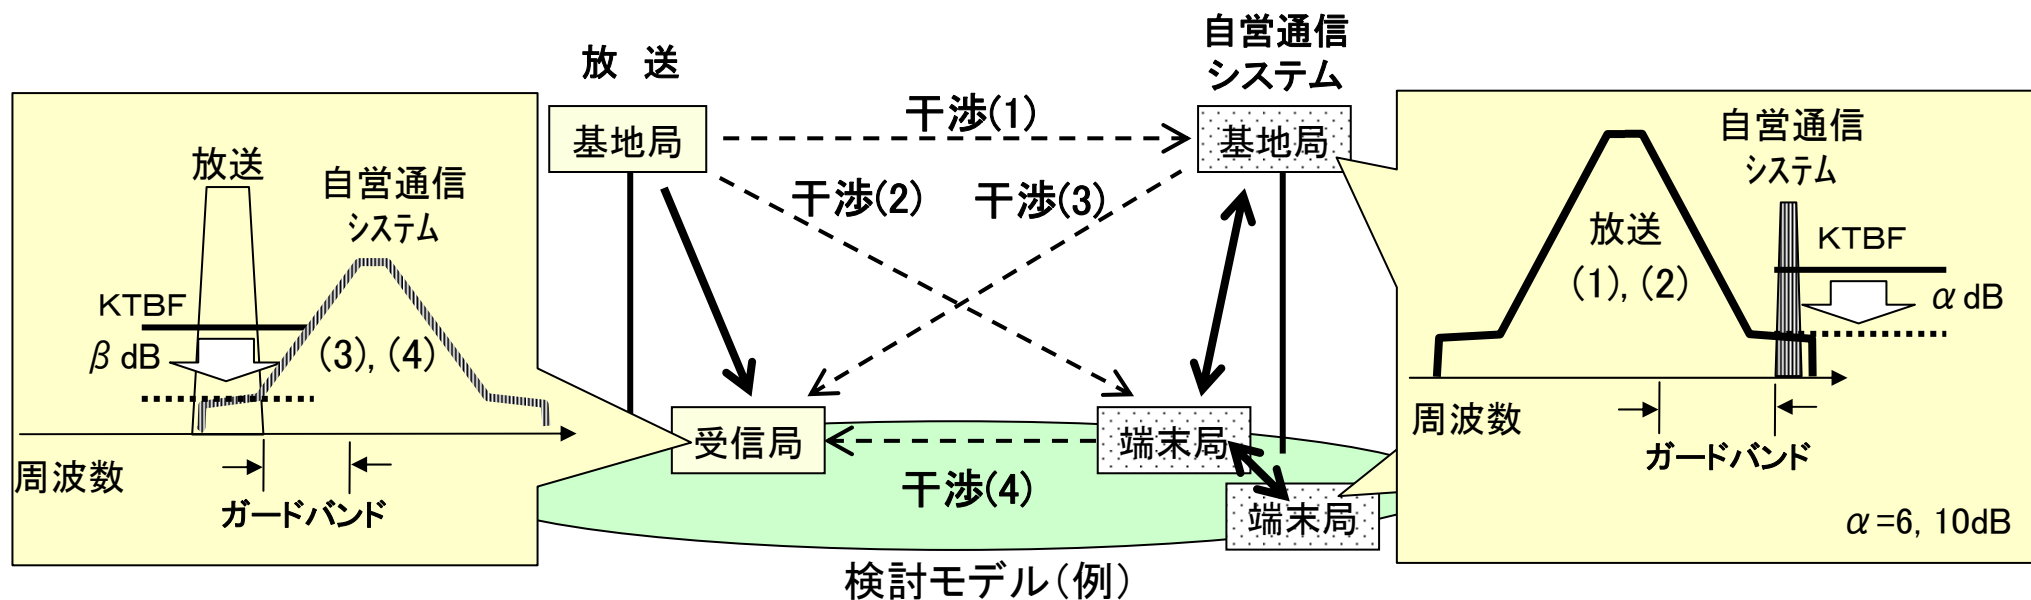 放　送
自営通信
システム
放送
自営通信
システム
KTBF
β dB
(3), (4)
周波数
ガードバンド
基地局
干渉(1)
基地局
干渉(2)
干渉(3)
受信局
端末局
干渉(4)
端末局
検討モデル（例）
自営通信
システム
放送
(1), (2)
KTBF
α dB
周波数
ガードバンド
α=6, 10dB